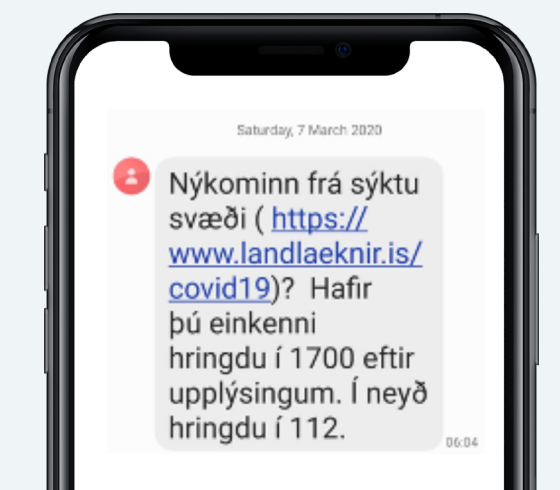 Saturday, 7 March 2020
Nýkominn frá sýktu
svæði ( https://
www.landlaeknir.is/
covid19)?  Hafir
þú einkenni
hringdu í 1700 eftir
upplýsingum. Í neyð
hringdu í 112.
06:04